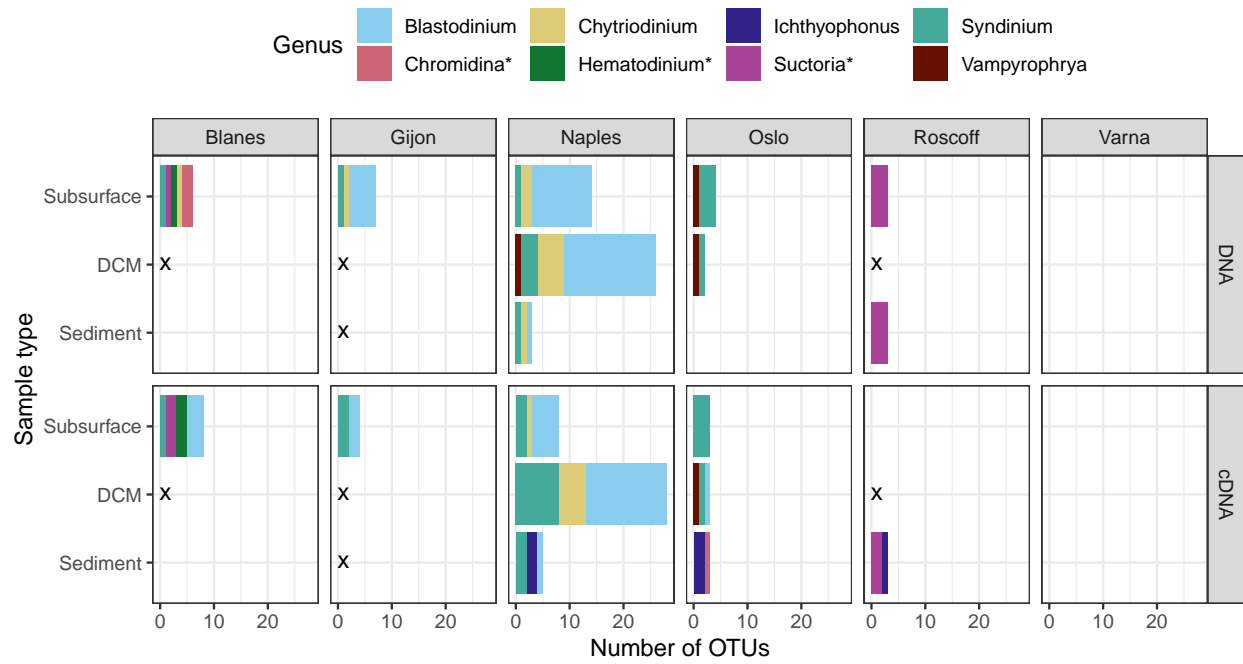 Genus
Blastodinium Chytriodinium Ichthyophonus Syndinium
Chromidina* Hematodinium* Suctoria* Vampyrophrya
Blanes Gijon Naples Oslo Roscoff Varna
Sample type
Subsurface
DCM x x x
Sediment x
DNA
Subsurface
DCM x x x
Sediment x
cDNA
0 10 20 0 10 20 0 10 20 0 10 20 0 10 20 0 10 20
Number of OTUs